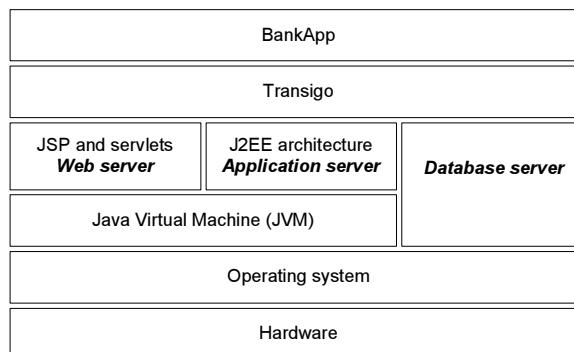 BankApp
Transigo
JSP and servlets
Web server
J2EE architecture
Application server
Database server
Java Virtual Machine (JVM)
Operating system
Hardware